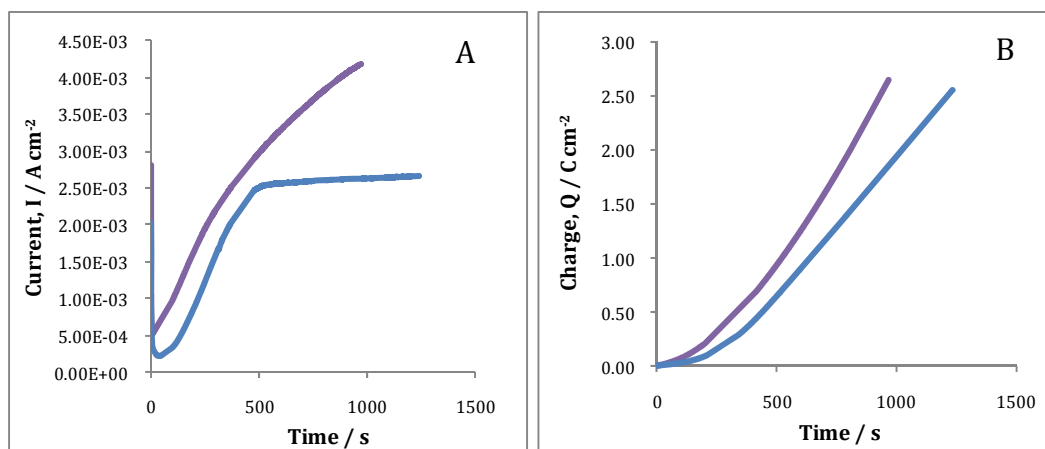 A
4.50E-03
4.00E-03
3.50E-03
3.00E-03
2.50E-03
2.00E-03
1.50E-03
1.00E-03
5.00E-04
0.00E+00
Current, I / A cm-2
0 500 1000 1500
Time / s
B
3.00
2.50
2.00
1.50
1.00
0.50
0.00
Charge, Q / C cm-2
0 500 1000 1500
Time / s